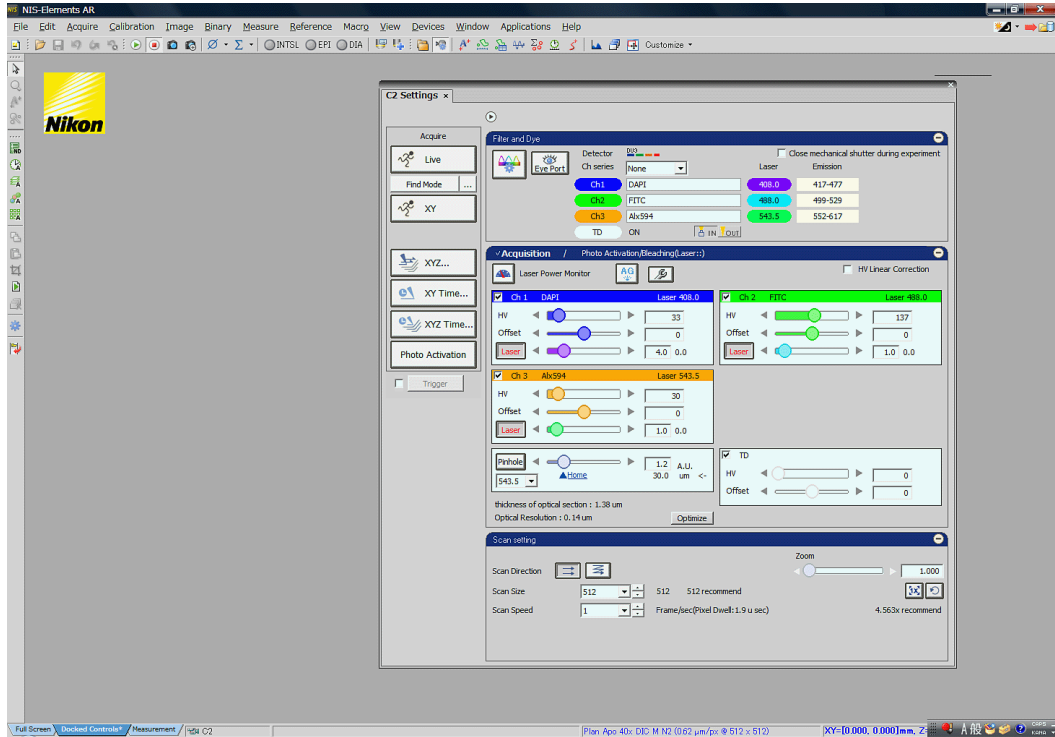 NIS NIS-Elements AR
File Edit Acquire Calibration Image Binary Measure Reference Macro View Devices Window Applications Help
INTSL EPI DIA Customize
Nikon
C2 Settings ×
Acquire
Live
Find Mode ...
XY
XYZ...
XY Time...
XYZ Time...
Photo Activation
Trigger
Filter and Dye
Eye Port
Detector DU3
Close mechanical shutter during experiment
Ch series None Laser Emission
Ch1 DAPI 408.0 417-477
Ch2 FITC 488.0 499-529
Ch3 Alx594 543.5 552-617
TD ON IN OUT
✓Acquisition / Photo Activation/Bleaching(Laser::)
Laser Power Monitor AG HV Linear Correction
Ch 1 DAPI Laser 408.0
HV 33
Offset 0
Laser 4.0 0.0
Ch 2 FITC Laser 488.0
HV 137
Offset 0
Laser 1.0 0.0
Ch 3 Alx594 Laser 543.5
HV 30
Offset 0
Laser 1.0 0.0
Pinhole 1.2 A.U.
543.5 Home 30.0 um <-
TD
HV 0
Offset 0
thickness of optical section : 1.38 um
Optical Resolution : 0.14 um Optimize
Scan setting
Zoom
Scan Direction 1.000
Scan Size 512 512 512 recommend 1X
Scan Speed 1 Frame/sec(Pixel Dwell:1.9 u sec) 4.563x recommend
Full Screen Docked Controls* Measurement C2 Plan Apo 40x DIC M N2 (0.62 µm/px @ 512 x 512) XY=[0.000, 0.000]mm, Z A 般 CAPS
KANA